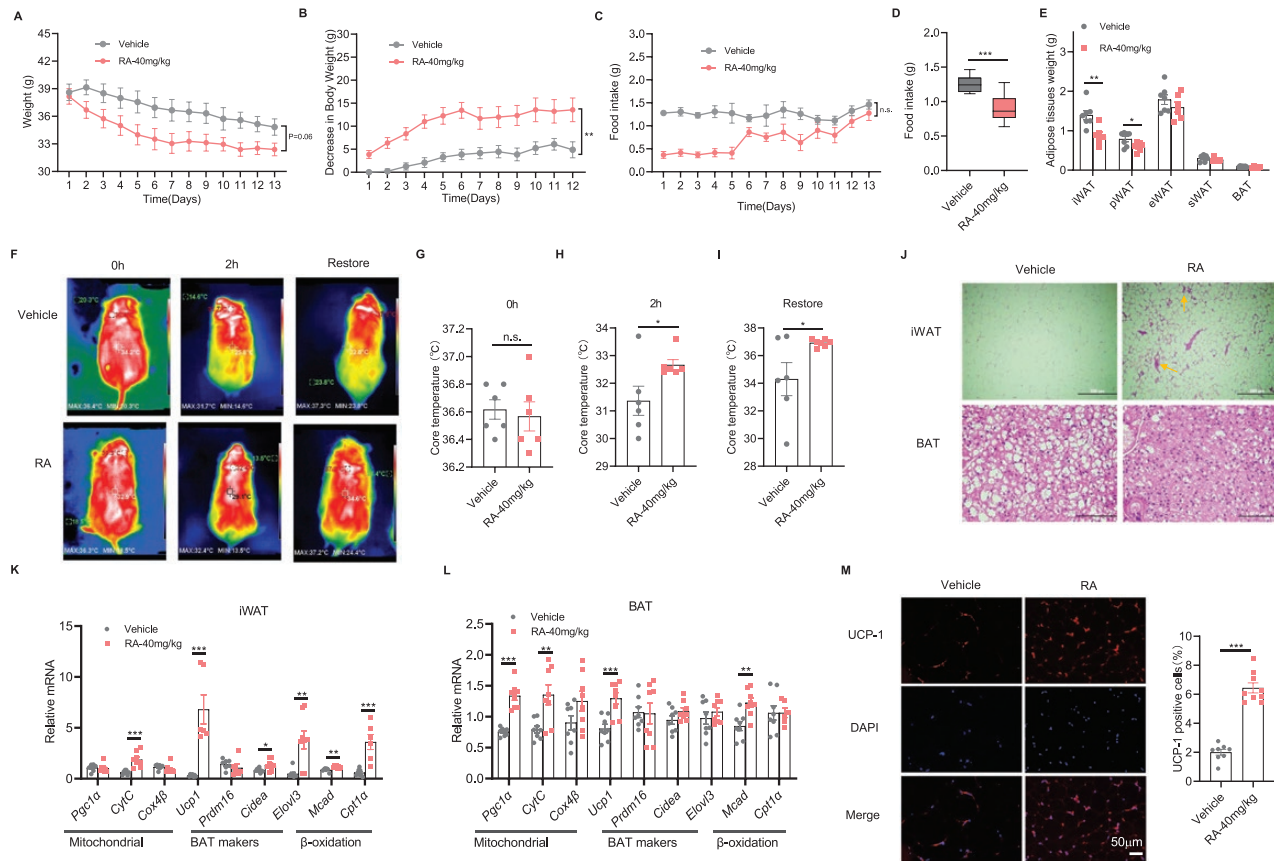 A
Weight (g)
45
42
39
36
33
30
Vehicle
RA-40mg/kg
P=0.06
1 2 3 4 5 6 7 8 9 10 11 12 13
Time(Days)
B
Decrease in Body Weight (g)
30
25
20
15
10
5
0
Vehicle
RA-40mg/kg
**
1 2 3 4 5 6 7 8 9 10 11 12
Time(Days)
C
Food intake (g)
3.0
2.5
2.0
1.5
1.0
0.5
0.0
Vehicle
RA-40mg/kg
n.s.
1 2 3 4 5 6 7 8 9 10 11 12 13
Time(Days)
D
Food intake (g)
2.0
1.5
1.0
0.5
0.0
***
Vehicle
RA-40mg/kg
E
Adipose tissues weight (g)
3
2
1
0
Vehicle
RA-40mg/kg
**
*
iWAT
pWAT
eWAT
sWAT
BAT
F
0h 2h Restore
Vehicle
RA
G
0h
Core temperature (℃)
37.2
37.0
36.8
36.6
36.4
36.2
n.s.
Vehicle
RA-40mg/kg
H
2h
Core temperature (℃)
34
33
32
31
30
29
*
Vehicle
RA-40mg/kg
I
Restore
Core temperature (℃)
38
36
34
32
30
28
*
Vehicle
RA-40mg/kg
J
Vehicle RA
iWAT
BAT
K
iWAT
Relative mRNA
15
10
5
0
Vehicle
RA-40mg/kg
***
***
*
**
**
***
Pgc1α
CytC
Cox4β
Ucp1
Prdm16
Cidea
Elovl3
Mcad
Cpt1α
Mitochondrial BAT makers β-oxidation
L
BAT
Relative mRNA
2.5
2.0
1.5
1.0
0.5
0.0
Vehicle
RA-40mg/kg
***
**
***
**
Pgc1α
CytC
Cox4β
Ucp1
Prdm16
Cidea
Elovl3
Mcad
Cpt1α
Mitochondrial BAT makers β-oxidation
M
Vehicle RA
UCP-1
DAPI
Merge
50μm
UCP-1 positive cells(%)
10
8
6
4
2
0
***
Vehicle
RA-40mg/kg